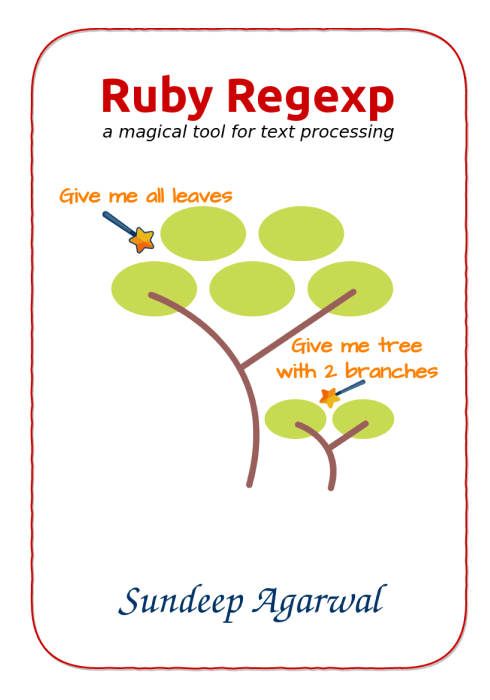 Ruby Regexp
a magical tool for text processing
Give me all leaves
Give me tree
with 2 branches
Sundeep Agarwal